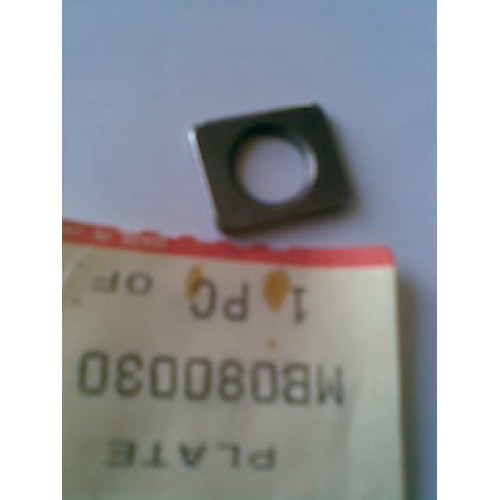 PLATE
MB080030
1 PC OF